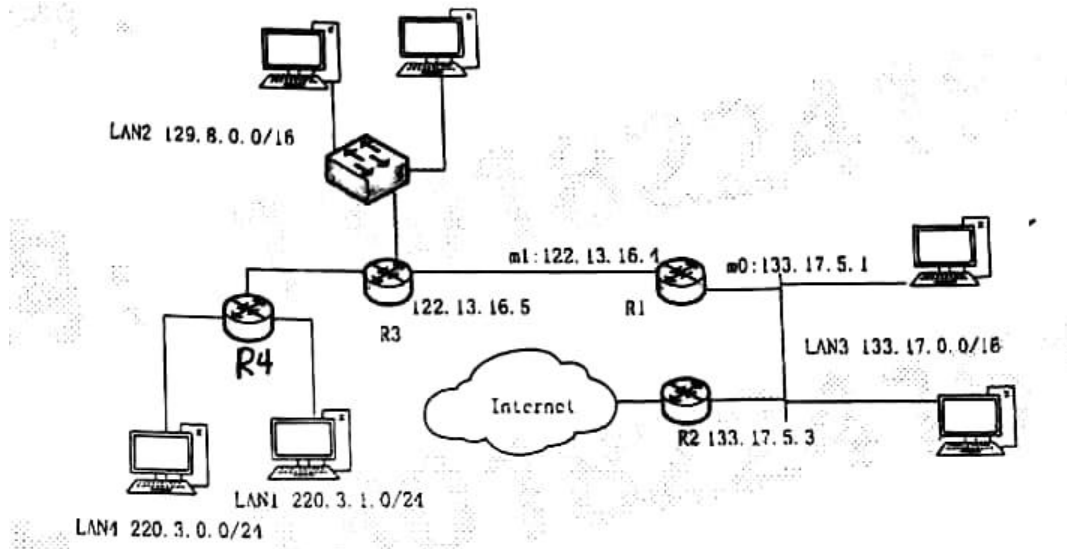 LAN2 129.8.0.0/16
m1:122.13.16.4
m0:133.17.5.1
122.13.16.5
R3
R1
R4
LAN3 133.17.0.0/16
Internet
R2 133.17.5.3
LAN1 220.3.1.0/24
LAN4 220.3.0.0/24